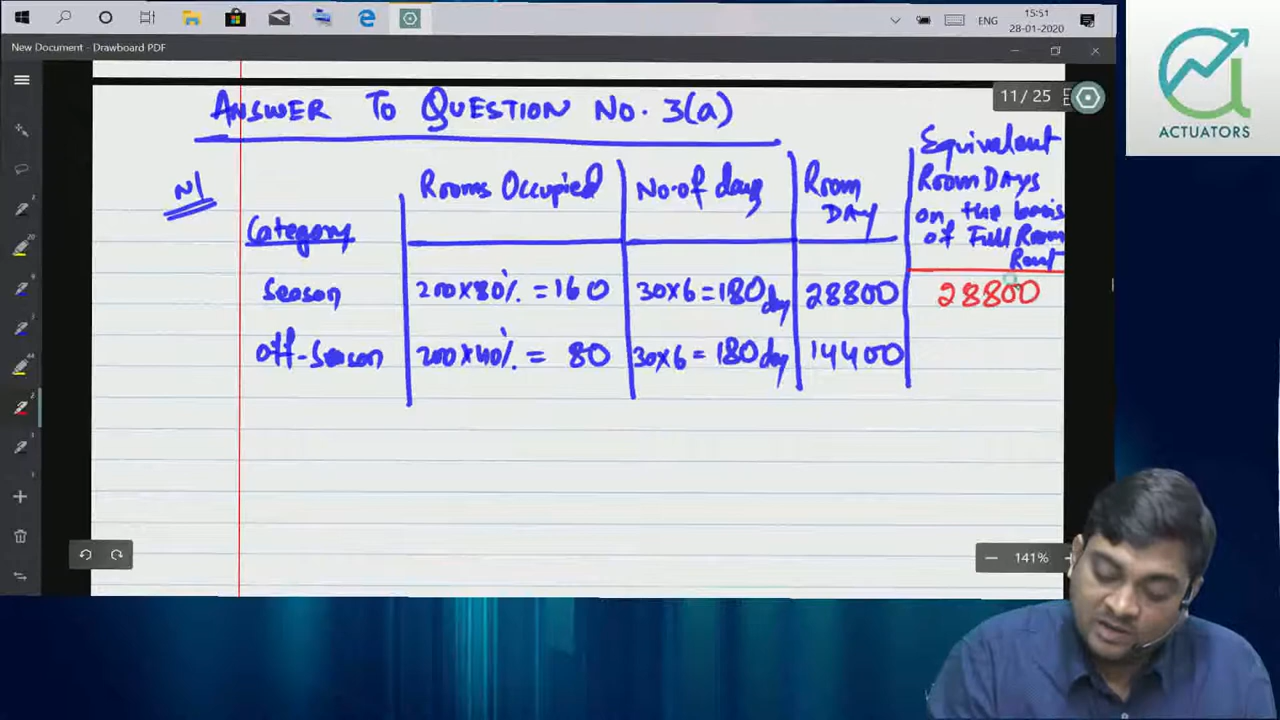 15:51
ENG
28-01-2020
New Document - Drawboard PDF
ANSWER TO QUESTION NO. 3(a)
11 / 25
ACTUATORS
N1
Category
Rooms Occupied
No. of days
Room DAY
Equivalent Room DAYS on the basis of Full Room Rent
Season
200x80% = 160
30x6 = 180 day
28800
28800
Off-Season
200x40% = 80
30x6 = 180 day
14400
141%